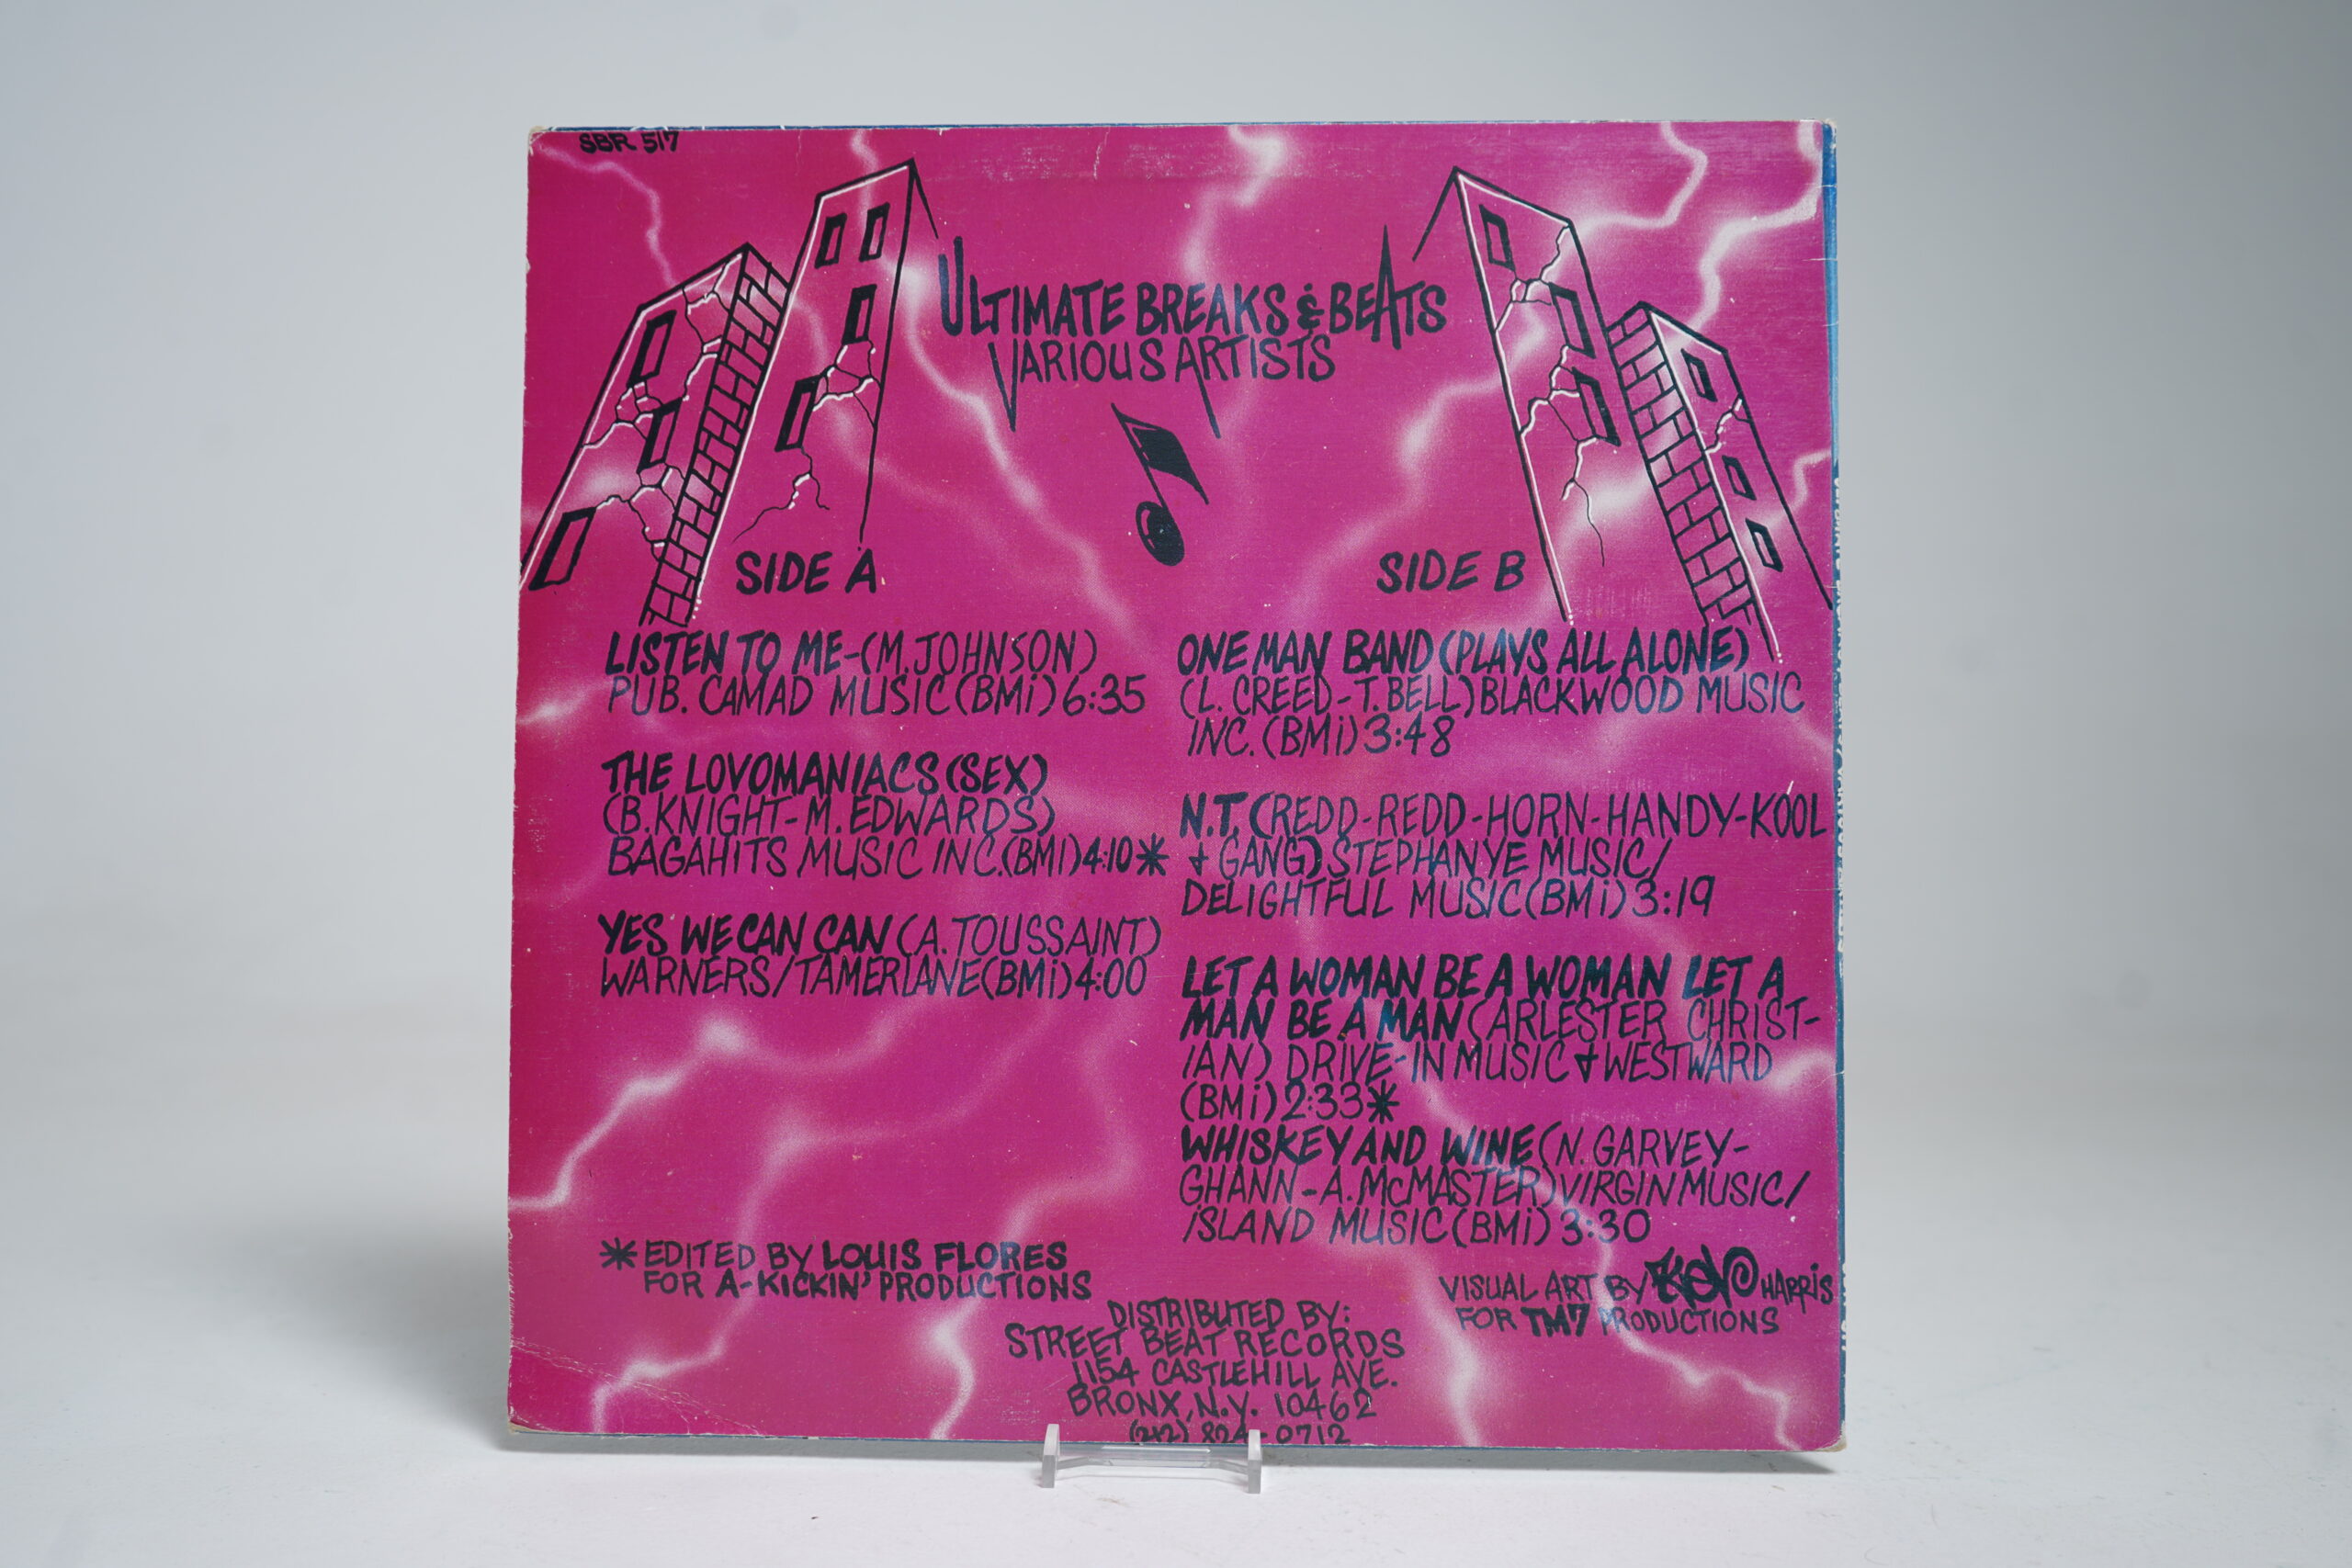 SBR 517
ULTIMATE BREAKS & BEATS
VARIOUS ARTISTS
SIDE A
LISTEN TO ME-(M.JOHNSON)
PUB. CAMAD MUSIC (BMi) 6:35
THE LOVOMANIACS (SEX)
(B.KNIGHT-M.EDWARDS)
BAGAHITS MUSIC INC.(BMI) 4:10*
YES WE CAN CAN (A.TOUSSAINT)
WARNERS/TAMERLANE(BMi) 4:00
SIDE B
ONE MAN BAND (PLAYS ALL ALONE)
(L. CREED-T.BELL) BLACKWOOD MUSIC
INC. (BMi) 3:48
N.T. (REDD-REDD-HORN-HANDY-KOOL
& GANG) STEPHANYE MUSIC/
DELIGHTFUL MUSIC (BMi) 3:19
LET A WOMAN BE A WOMAN LET A
MAN BE A MAN (ARLESTER CHRIST-
IAN) DRIVE-IN MUSIC & WESTWARD
(BMi) 2:33*
WHISKEY AND WINE (N.GARVEY-
GHANN-A.McMASTER) VIRGIN MUSIC/
ISLAND MUSIC (BMi) 3:30
* EDITED BY LOUIS FLORES
FOR A-KICKIN' PRODUCTIONS
VISUAL ART BY KEV HARRIS
FOR TM7 PRODUCTIONS
DISTRIBUTED BY:
STREET BEAT RECORDS
1154 CASTLEHILL AVE.
BRONX, N.Y. 10462
(212) 824-0712